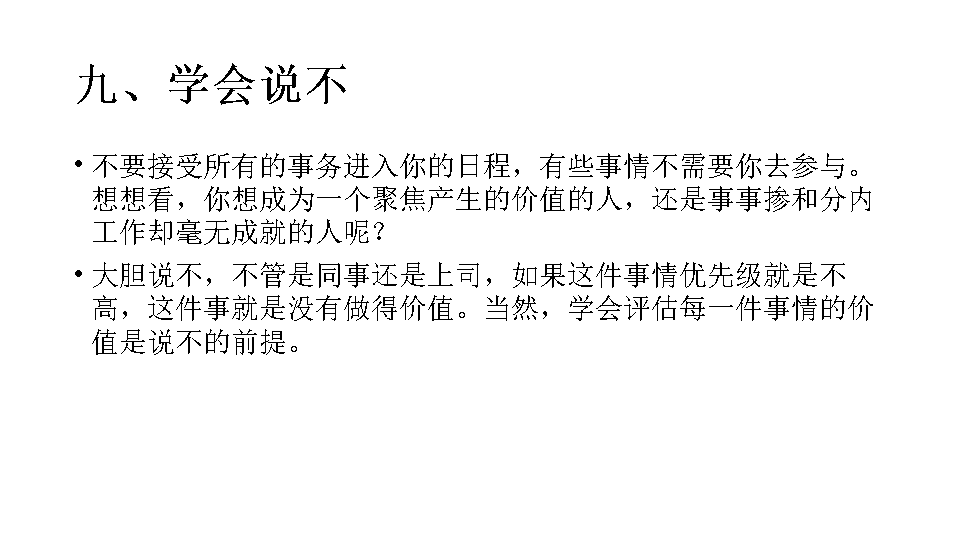 九、学会说不
• 不要接受所有的事务进入你的日程，有些事情不需要你去参与。
想想看，你想成为一个聚焦产生的价值的人，还是事事掺和分内
工作却毫无成就的人呢？
• 大胆说不，不管是同事还是上司，如果这件事情优先级就是不
高，这件事就是没有做得价值。当然，学会评估每一件事情的价
值是说不的前提。